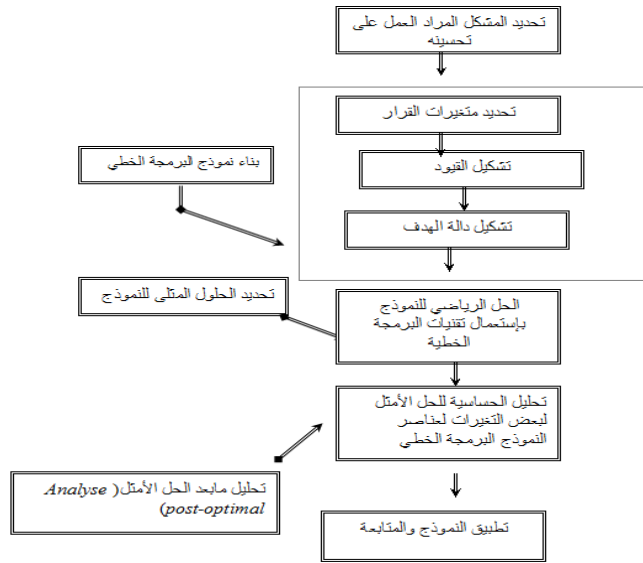 تحديد المشكل المراد العمل على
تحسينه
تحديد متغيرات القرار
بناء نموذج البرمجة الخطي
تشكيل القيود
تشكيل دالة الهدف
تحديد الحلول المثلى للنموذج
الحل الرياضي للنموذج
بإستعمال تقنيات البرمجة
الخطية
تحليل الحساسية للحل الأمثل
لبعض التغيرات لعناصر
النموذج البرمجة الخطي
تحليل مابعد الحل الأمثل( Analyse
post-optimal)
تطبيق النموذج والمتابعة